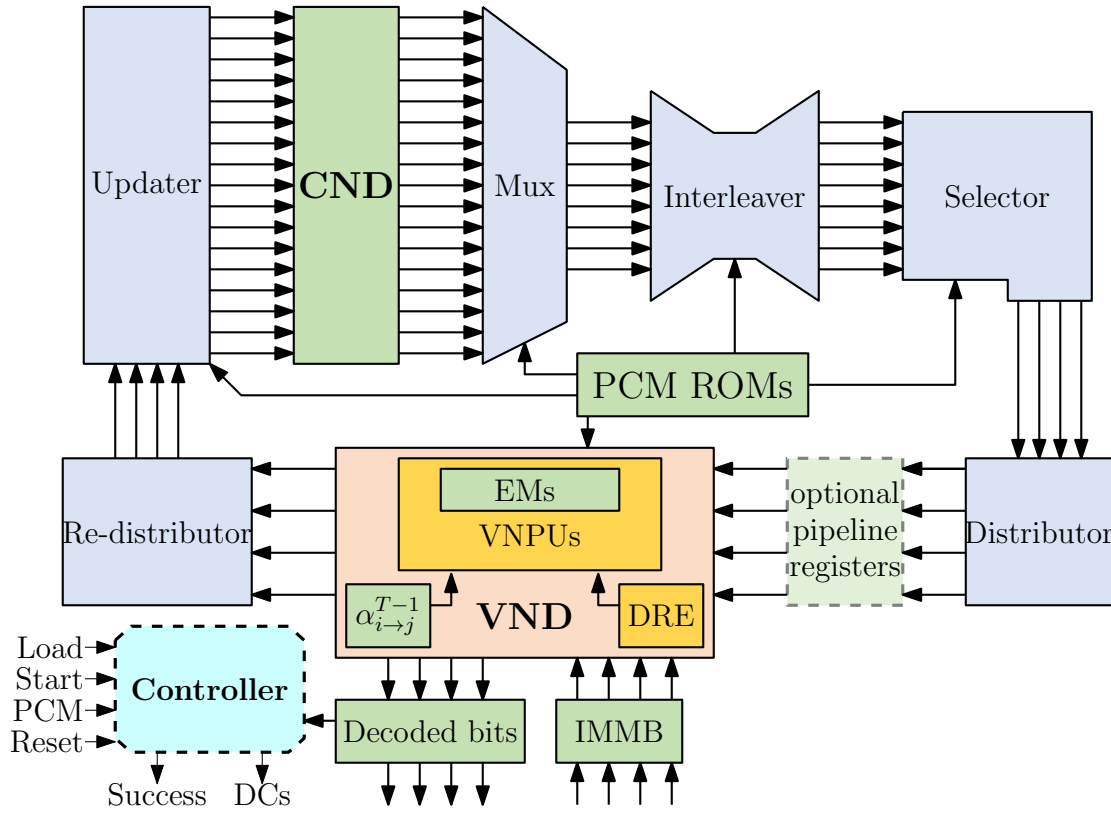 Updater
CND
Mux
Interleaver
Selector
PCM ROMs
Re-distributor
EMs
VNPUs
α_{i→j}^{T−1}
VND
DRE
optional
pipeline
registers
Distributor
Load
Start
PCM
Reset
Controller
Decoded bits
IMMB
Success
DCs